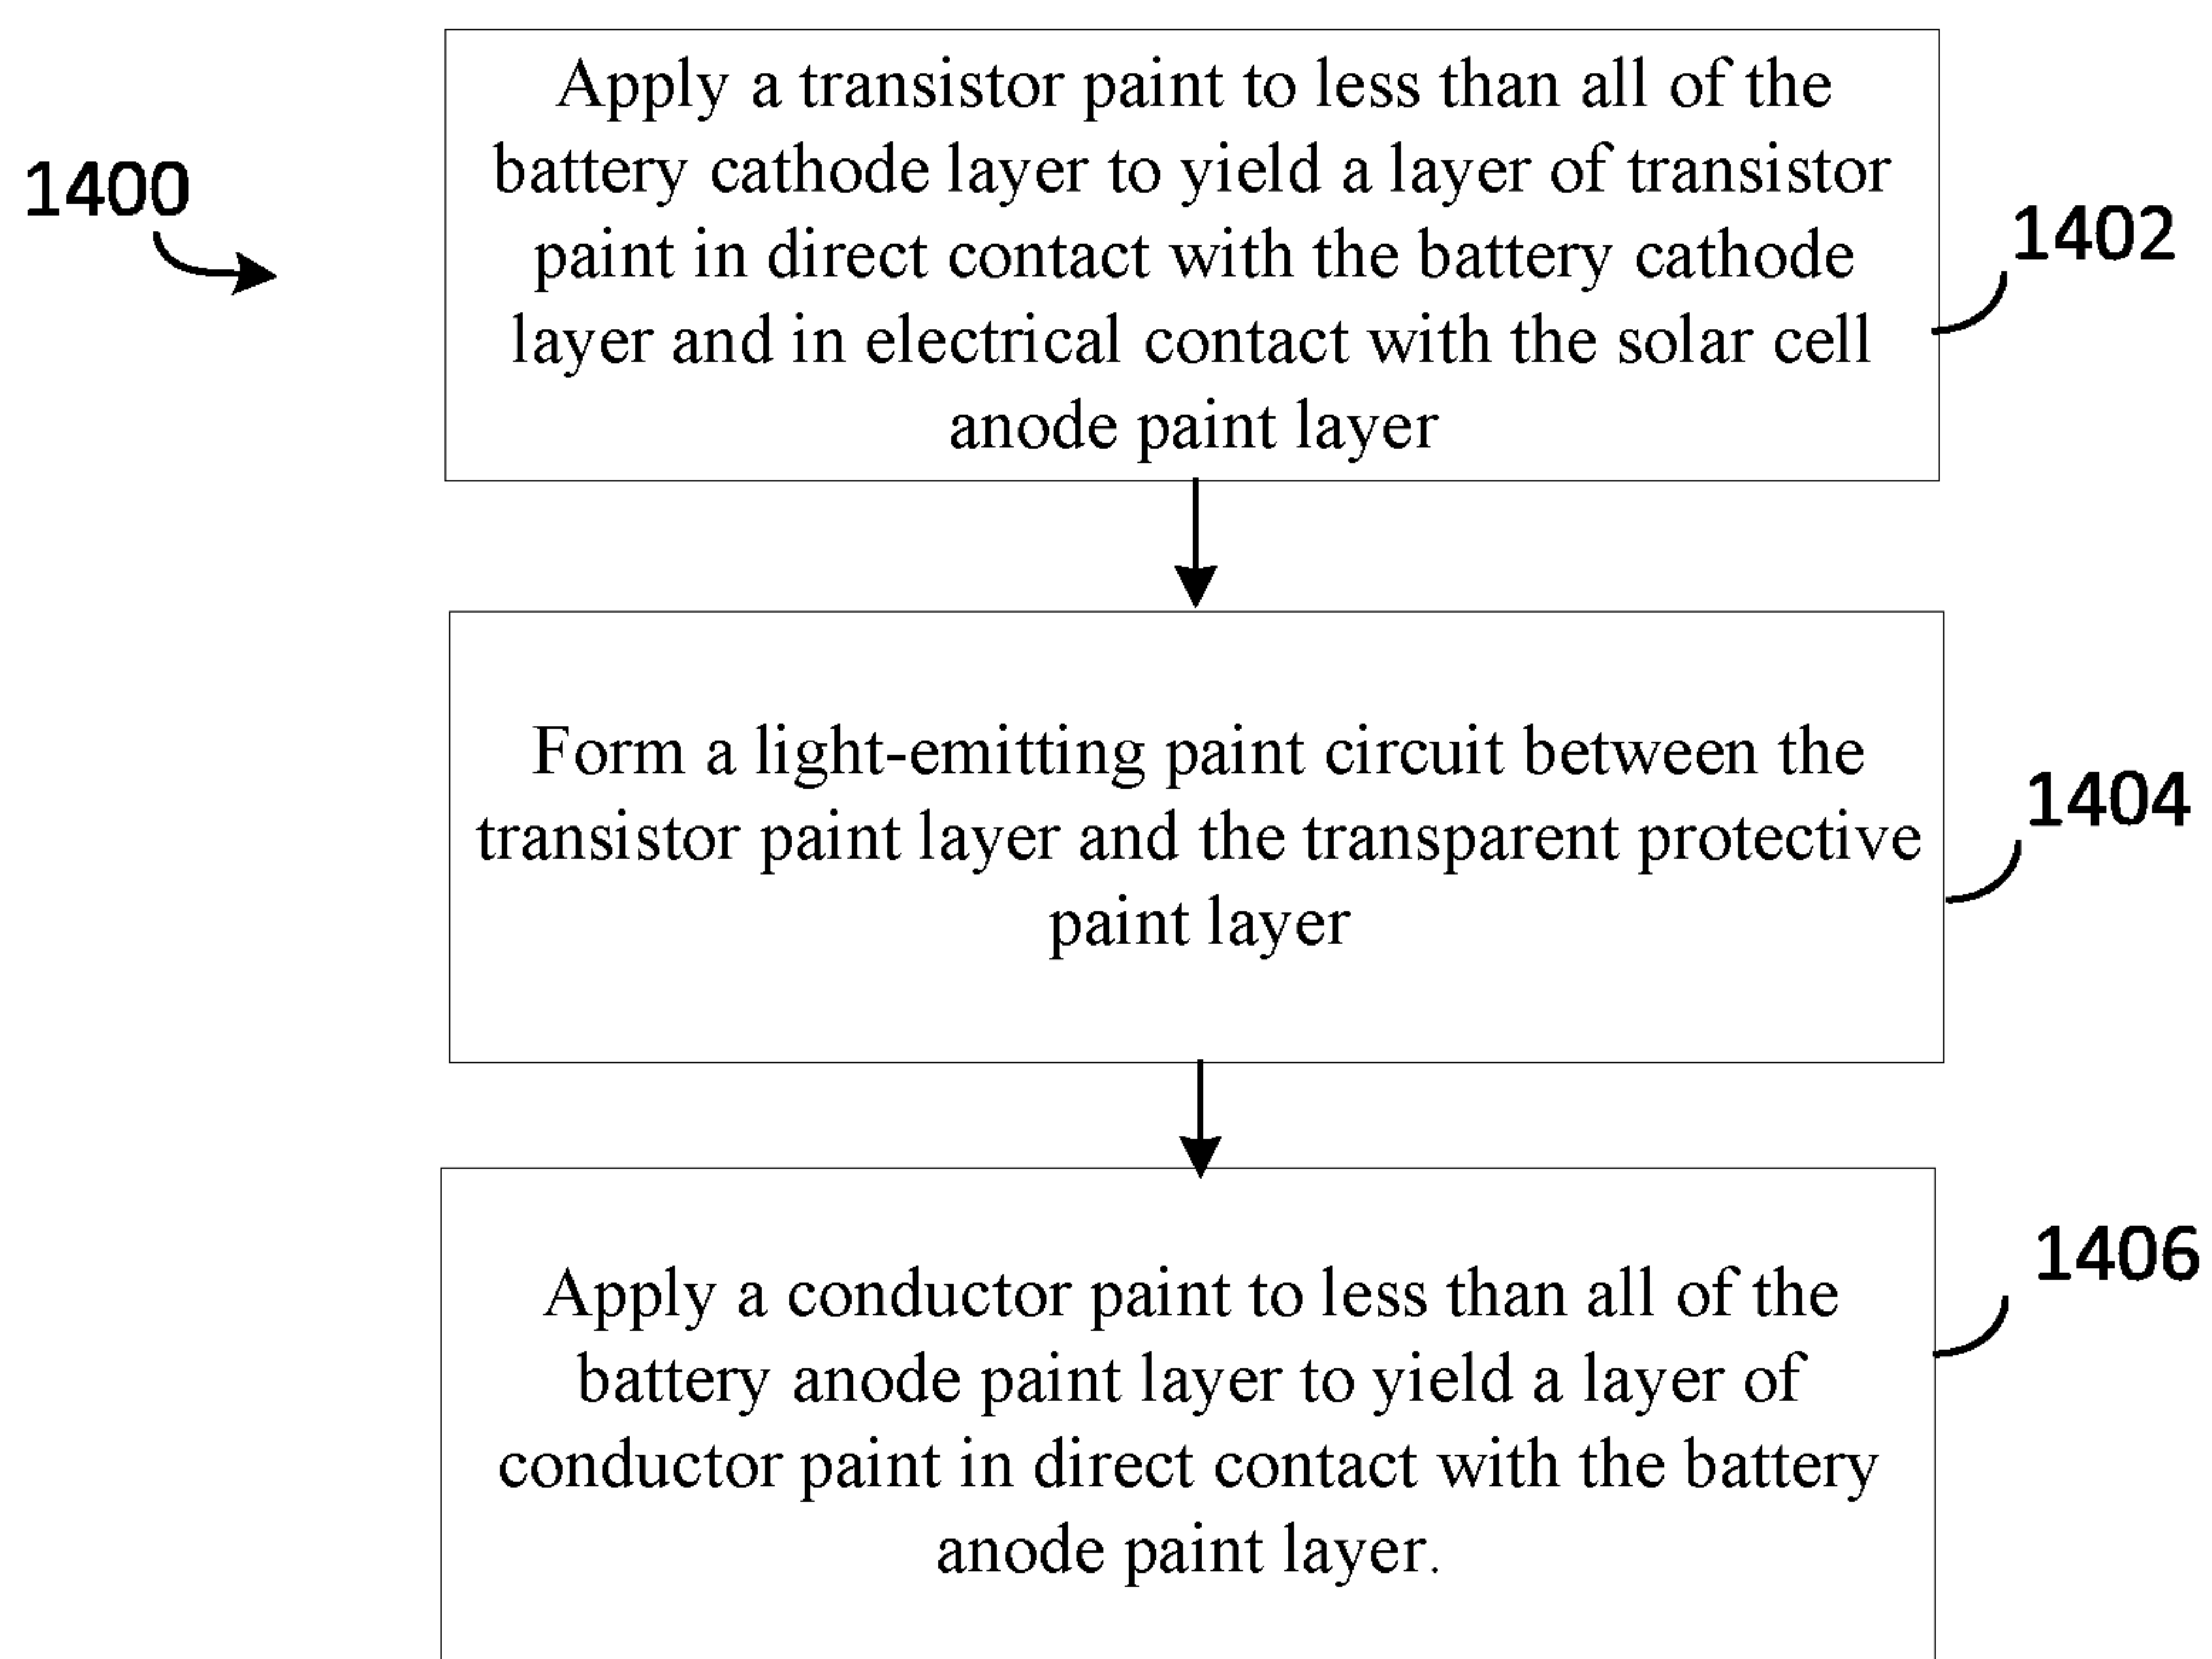 1400
Apply a transistor paint to less than all of the
battery cathode layer to yield a layer of transistor
paint in direct contact with the battery cathode
layer and in electrical contact with the solar cell
anode paint layer
1402
Form a light-emitting paint circuit between the
transistor paint layer and the transparent protective
paint layer
1404
Apply a conductor paint to less than all of the
battery anode paint layer to yield a layer of
conductor paint in direct contact with the battery
anode paint layer.
1406